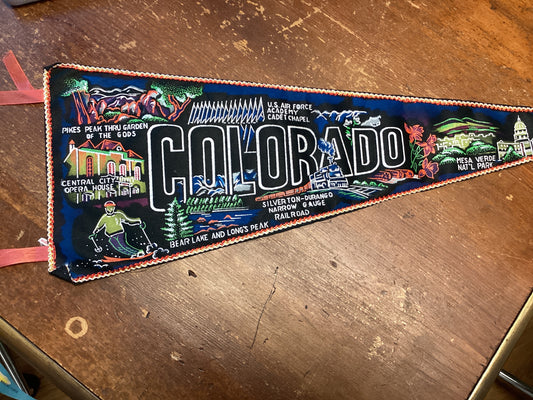 U.S. AIR FORCE
ACADEMY
CADET CHAPEL
PIKES PEAK THRU GARDEN
OF THE GODS
COLORADO
MESA VERDE
NAT'L PARK
CENTRAL CITY
OPERA HOUSE
SILVERTON-DURANGO
NARROW GAUGE
RAILROAD
BEAR LAKE AND LONG'S PEAK